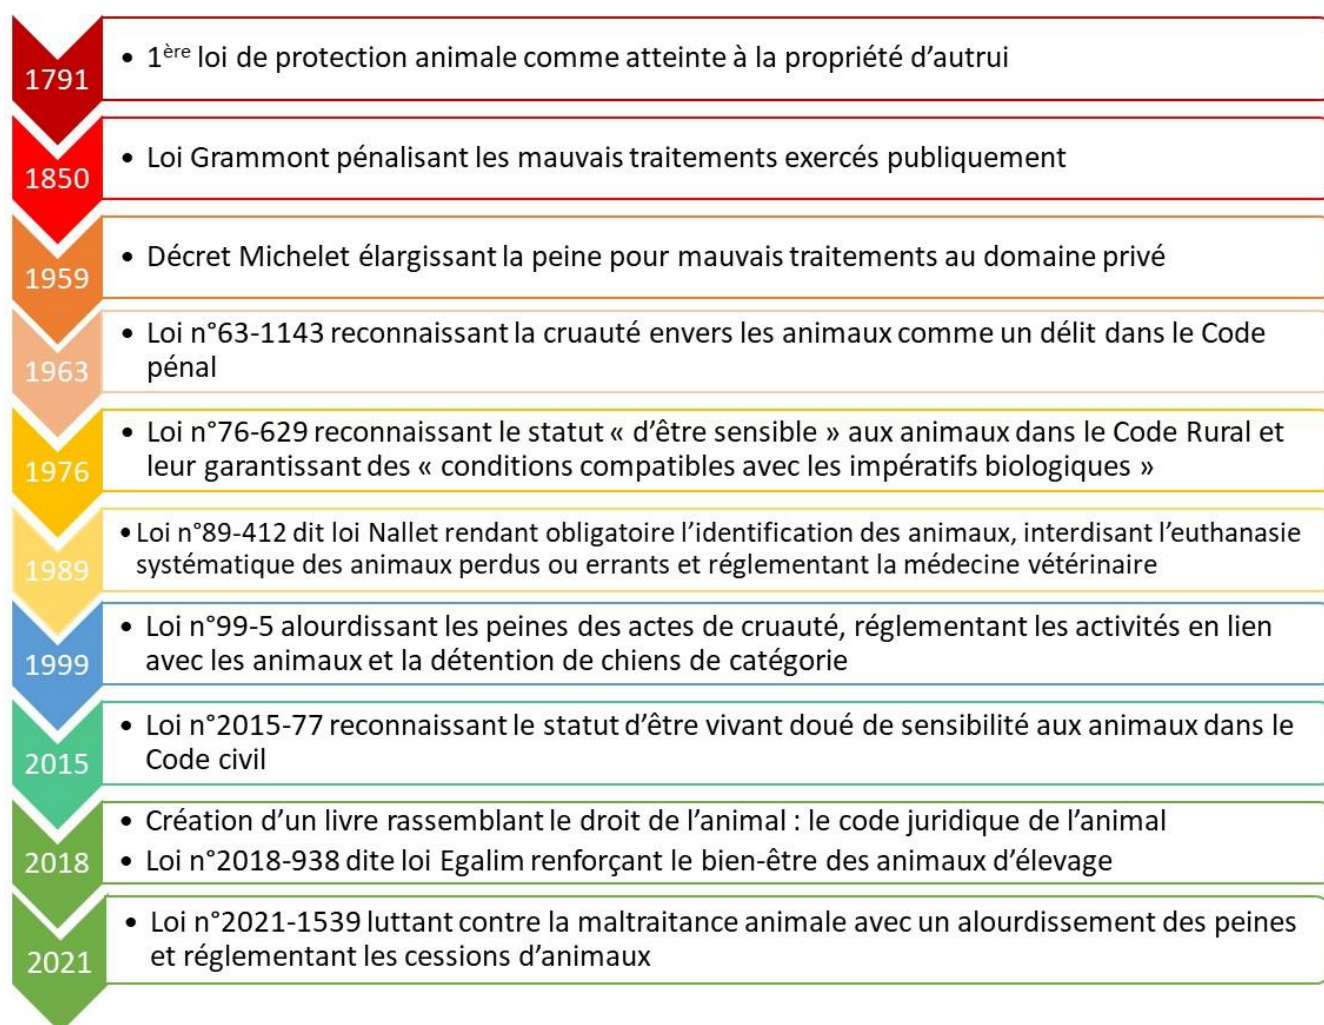 1791
• 1ère loi de protection animale comme atteinte à la propriété d’autrui
1850
• Loi Grammont pénalisant les mauvais traitements exercés publiquement
1959
• Décret Michelet élargissant la peine pour mauvais traitements au domaine privé
1963
• Loi n°63-1143 reconnaissant la cruauté envers les animaux comme un délit dans le Code
pénal
1976
• Loi n°76-629 reconnaissant le statut « d’être sensible » aux animaux dans le Code Rural et
leur garantissant des « conditions compatibles avec les impératifs biologiques »
1989
• Loi n°89-412 dit loi Nallet rendant obligatoire l’identification des animaux, interdisant l’euthanasie
systématique des animaux perdus ou errants et réglementant la médecine vétérinaire
1999
• Loi n°99-5 alourdissant les peines des actes de cruauté, réglementant les activités en lien
avec les animaux et la détention de chiens de catégorie
2015
• Loi n°2015-77 reconnaissant le statut d’être vivant doué de sensibilité aux animaux dans le
Code civil
2018
• Création d’un livre rassemblant le droit de l’animal : le code juridique de l’animal
• Loi n°2018-938 dite loi Egalim renforçant le bien-être des animaux d’élevage
2021
• Loi n°2021-1539 luttant contre la maltraitance animale avec un alourdissement des peines
et réglementant les cessions d’animaux